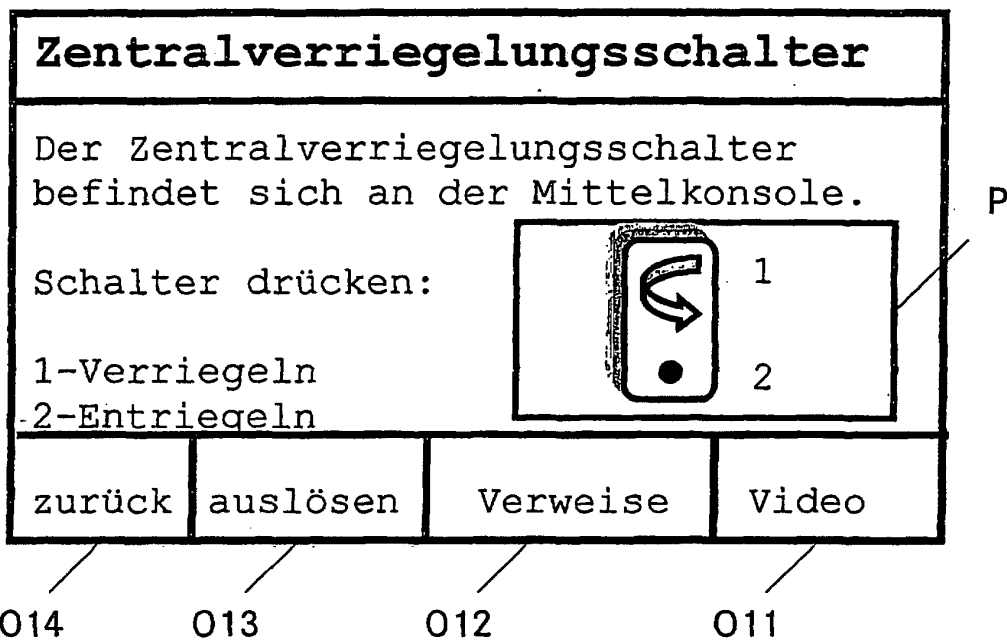 Zentralverriegelungsschalter
Der Zentralverriegelungsschalter
befindet sich an der Mittelkonsole.
P
Schalter drücken:
1
1-Verriegeln
2
2-Entriegeln
zurück auslösen Verweise Video
O14 O13 O12 O11